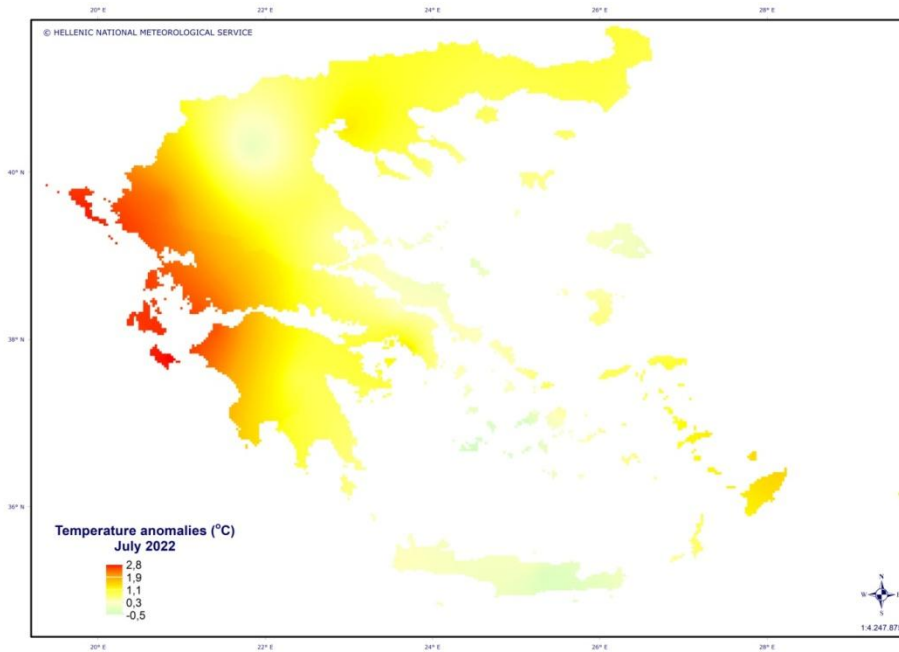 20° E 22° E 24° E 26° E 28° E
© HELLENIC NATIONAL METEOROLOGICAL SERVICE
40° N
38° N
36° N
Temperature anomalies (°C)
July 2022
2,8
1,9
1,1
0,3
-0,5
N
W E
S
20° E 22° E 24° E 26° E 28° E